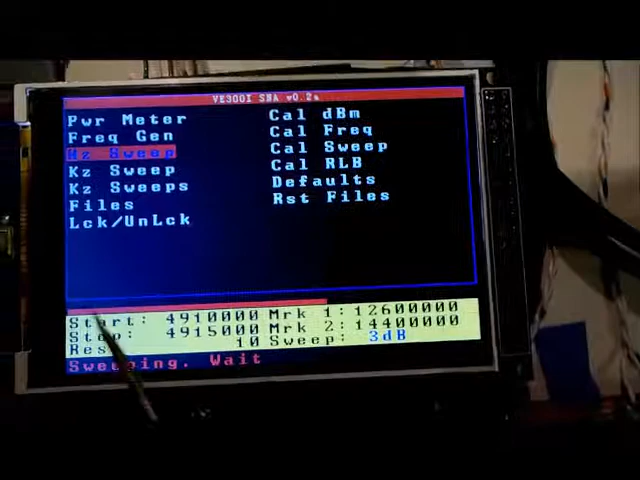 VE3OOI SNA v0.2a
Pwr Meter
Freq Gen
Hz Sweep
Kz Sweep
Kz Sweeps
Files
Lck/UnLck
Cal dBm
Cal Freq
Cal Sweep
Cal RLB
Defaults
Rst Files
Start: 4910000 Mrk 1:12600000
Stop: 4915000 Mrk 2:14400000
Res 10 Sweep: 3dB
Sweeping. Wait